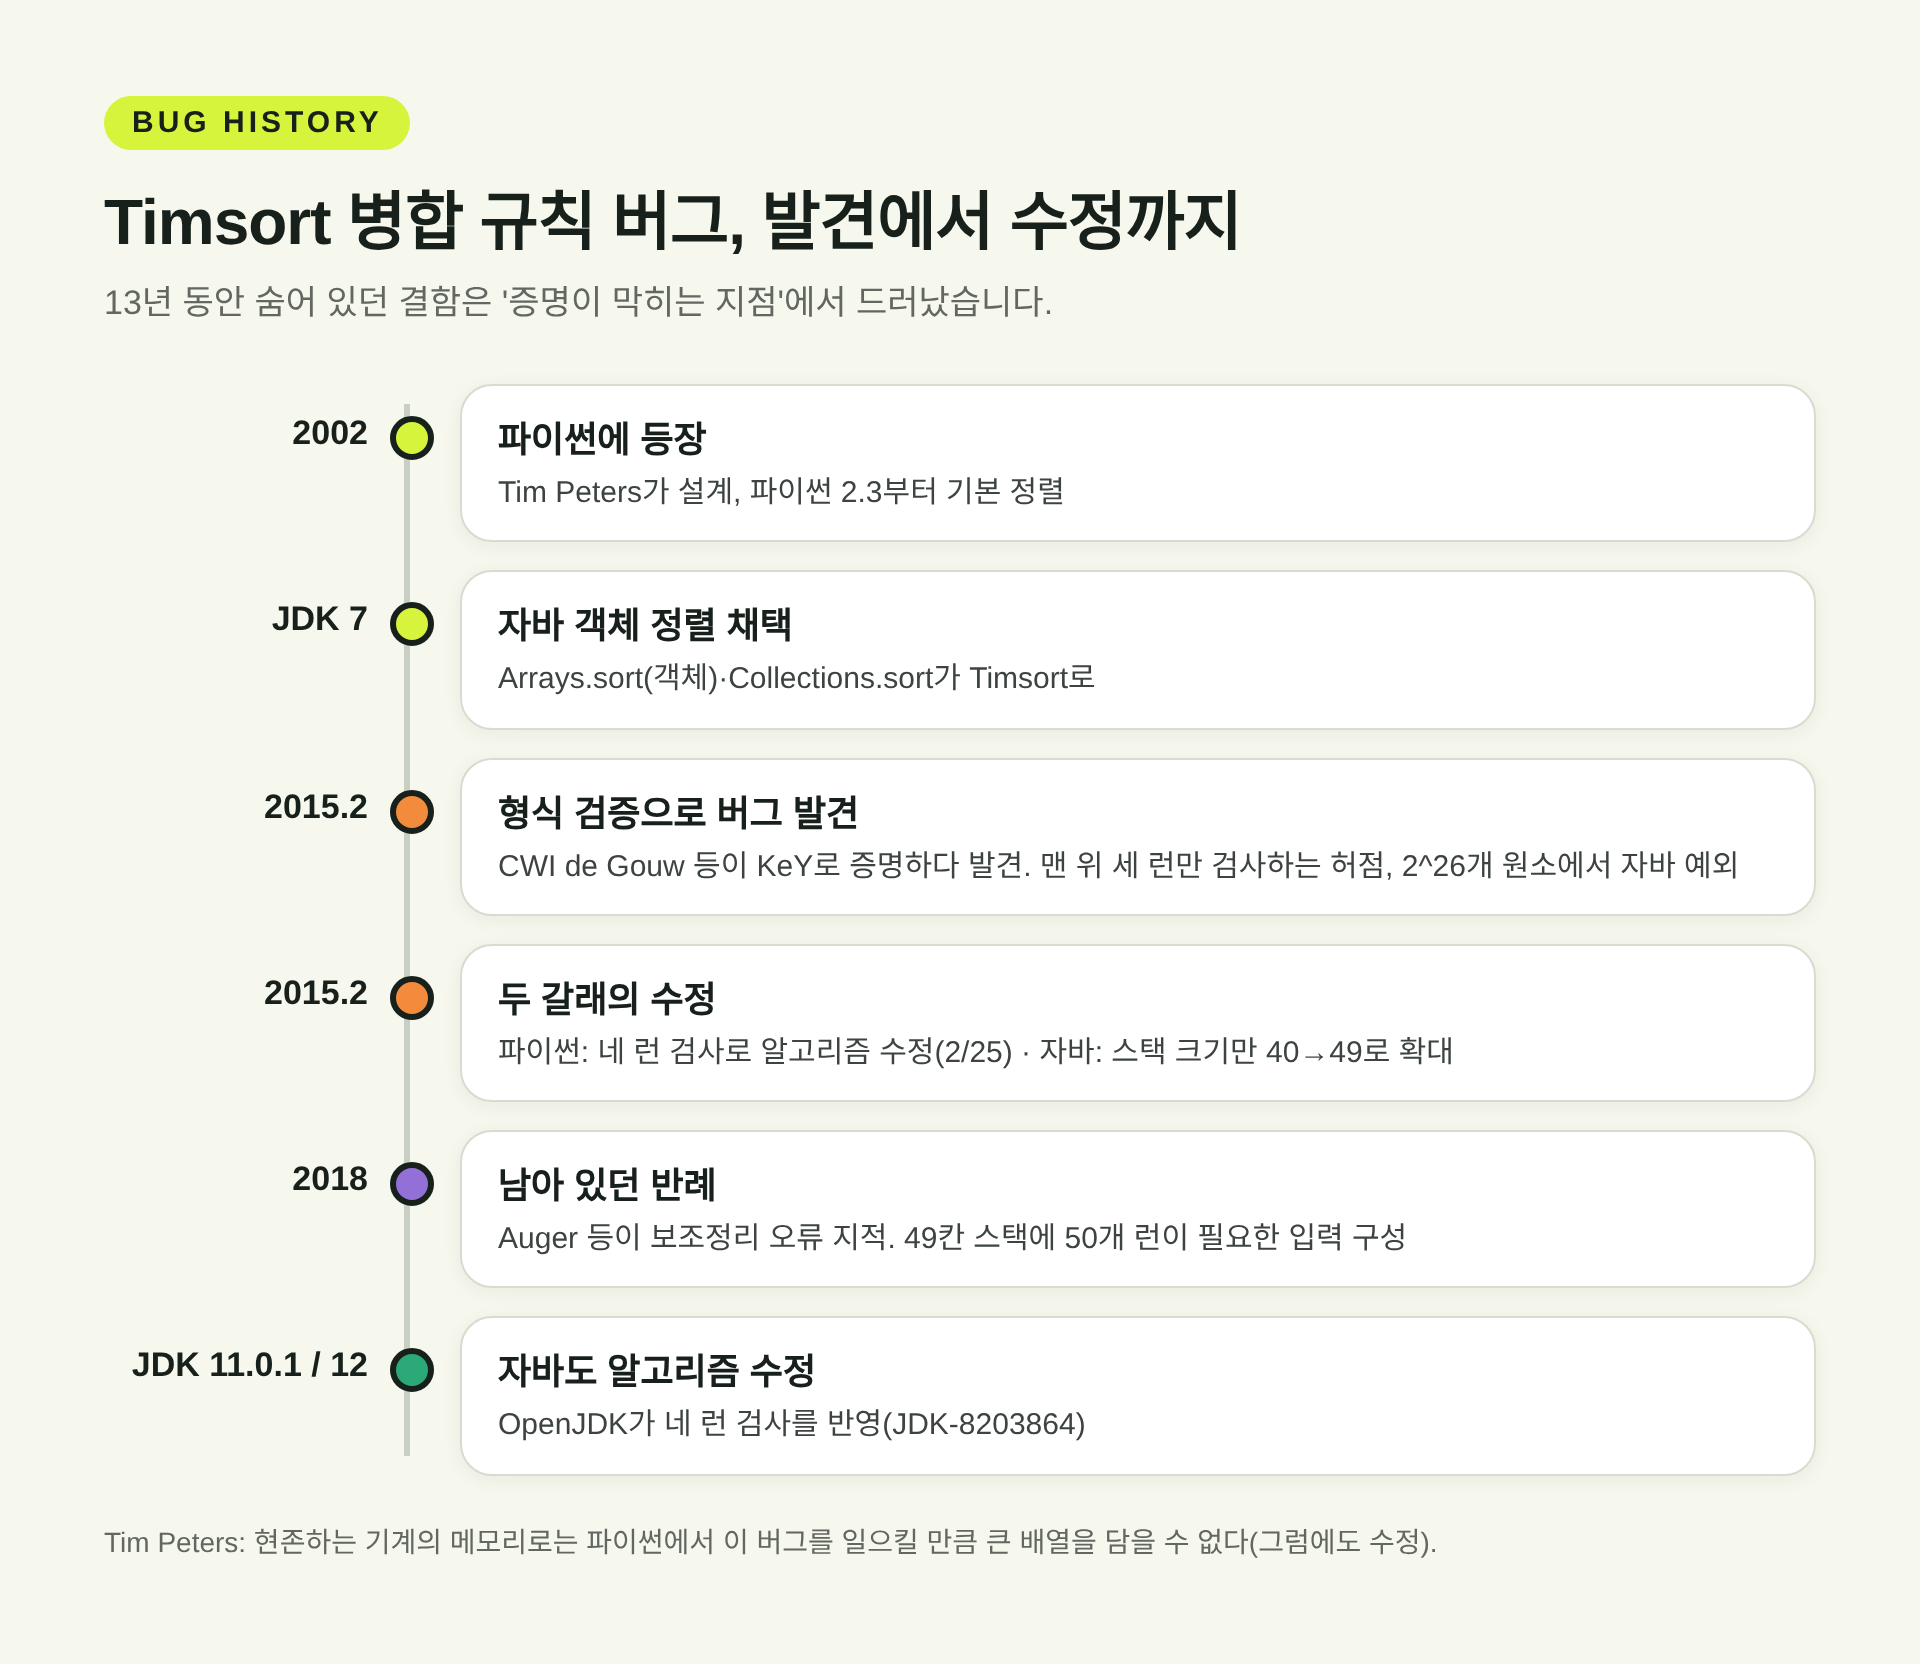 BUG HISTORY
Timsort 병합 규칙 버그, 발견에서 수정까지
13년 동안 숨어 있던 결함은 '증명이 막히는 지점'에서 드러났습니다.
2002
파이썬에 등장
Tim Peters가 설계, 파이썬 2.3부터 기본 정렬
JDK 7
자바 객체 정렬 채택
Arrays.sort(객체)·Collections.sort가 Timsort로
2015.2
형식 검증으로 버그 발견
CWI de Gouw 등이 KeY로 증명하다 발견. 맨 위 세 런만 검사하는 허점, 2^26개 원소에서 자바 예외
2015.2
두 갈래의 수정
파이썬: 네 런 검사로 알고리즘 수정(2/25) · 자바: 스택 크기만 40→49로 확대
2018
남아 있던 반례
Auger 등이 보조정리 오류 지적. 49칸 스택에 50개 런이 필요한 입력 구성
JDK 11.0.1 / 12
자바도 알고리즘 수정
OpenJDK가 네 런 검사를 반영(JDK-8203864)
Tim Peters: 현존하는 기계의 메모리로는 파이썬에서 이 버그를 일으킬 만큼 큰 배열을 담을 수 없다(그럼에도 수정).